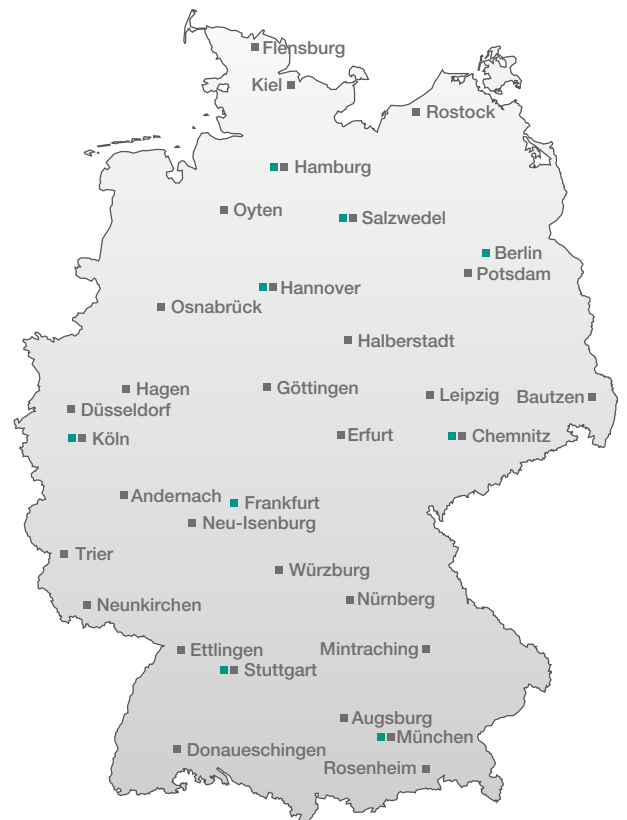 Flensburg
Kiel
Rostock
Hamburg
Oyten
Salzwedel
Berlin
Potsdam
Hannover
Osnabrück
Halberstadt
Hagen
Göttingen
Leipzig
Bautzen
Düsseldorf
Köln
Erfurt
Chemnitz
Andernach
Frankfurt
Neu-Isenburg
Trier
Würzburg
Neunkirchen
Nürnberg
Ettlingen
Mintraching
Stuttgart
Augsburg
München
Donaueschingen
Rosenheim